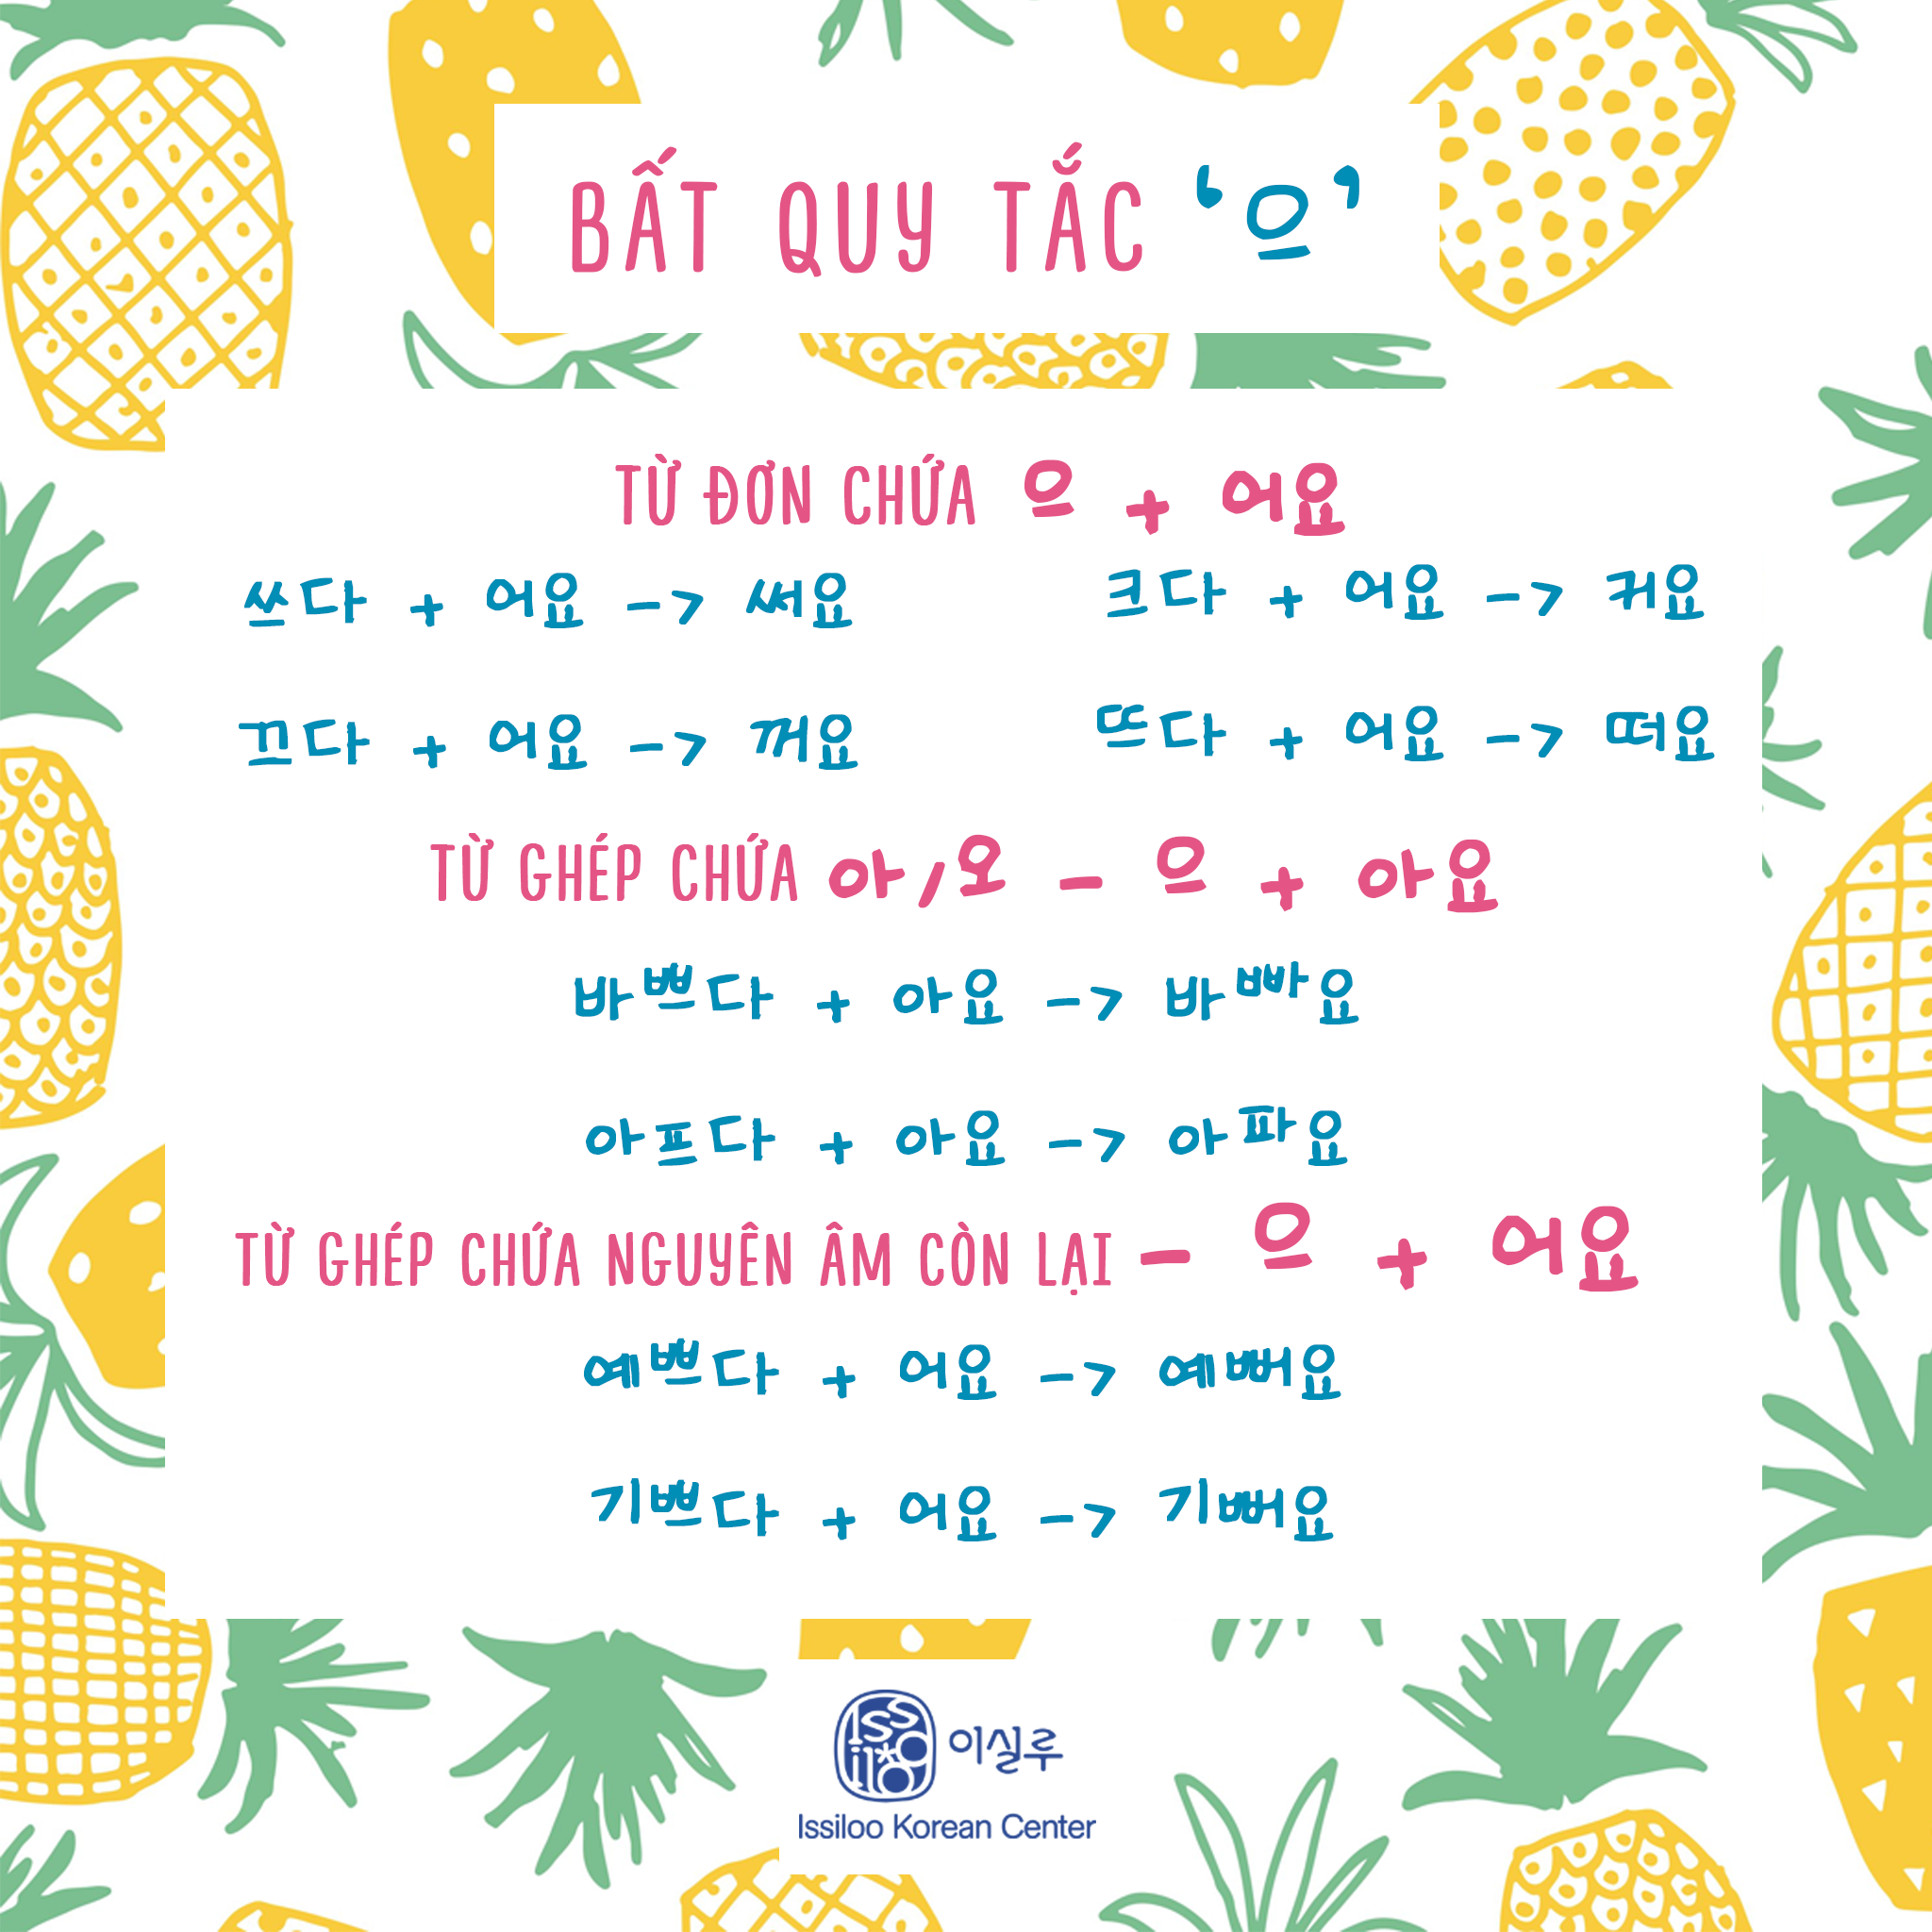 BẤT QUY TẮC '으'
TỪ ĐƠN CHỨA 으 + 어요
쓰다 + 어요 -> 써요
크다 + 어요 -> 커요
끄다 + 어요 -> 꺼요
뜨다 + 어요 -> 떠요
TỪ GHÉP CHỨA 아/오 - 으 + 아요
바쁘다 + 아요 -> 바빠요
아프다 + 아요 -> 아파요
TỪ GHÉP CHỨA NGUYÊN ÂM CÒN LẠI - 으 + 어요
예쁘다 + 어요 -> 예뻐요
기쁘다 + 어요 -> 기뻐요
issiloo
이실루
Issiloo Korean Center